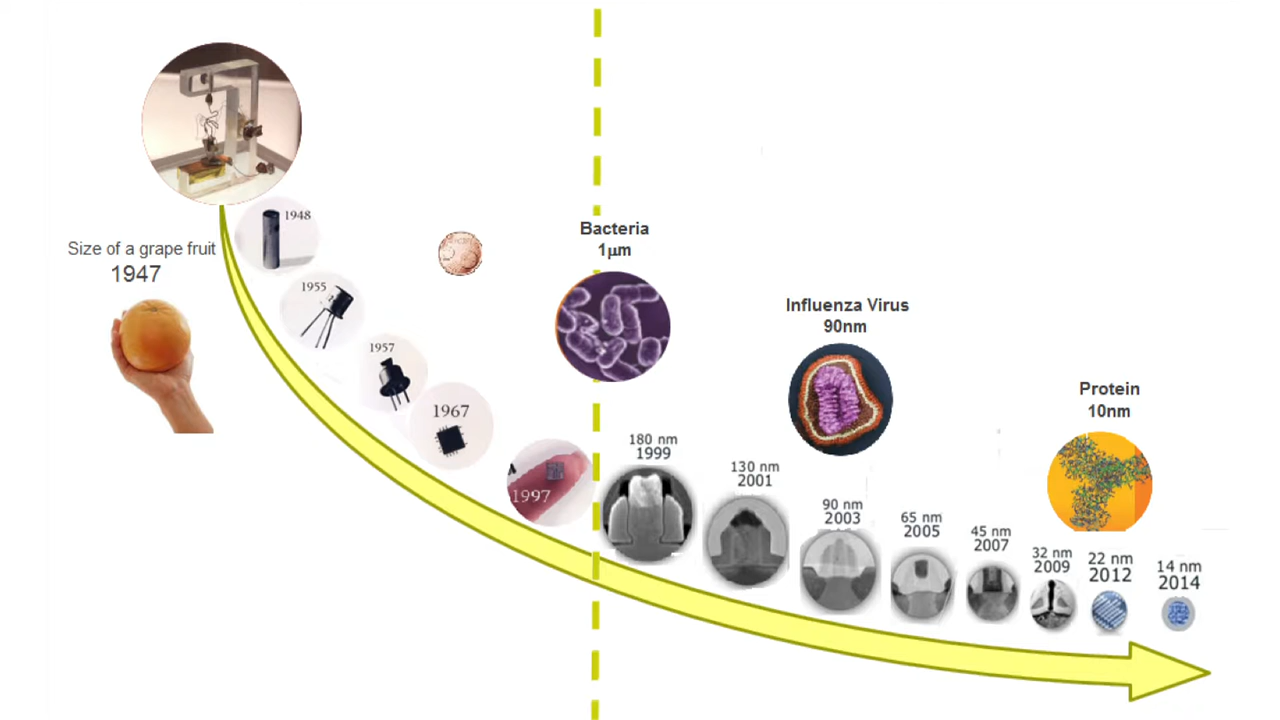 Size of a grape fruit
1947
1948
1955
1957
1967
1997
Bacteria
1μm
180 nm
1999
130 nm
2001
Influenza Virus
90nm
90 nm
2003
65 nm
2005
45 nm
2007
32 nm
2009
Protein
10nm
22 nm
2012
14 nm
2014